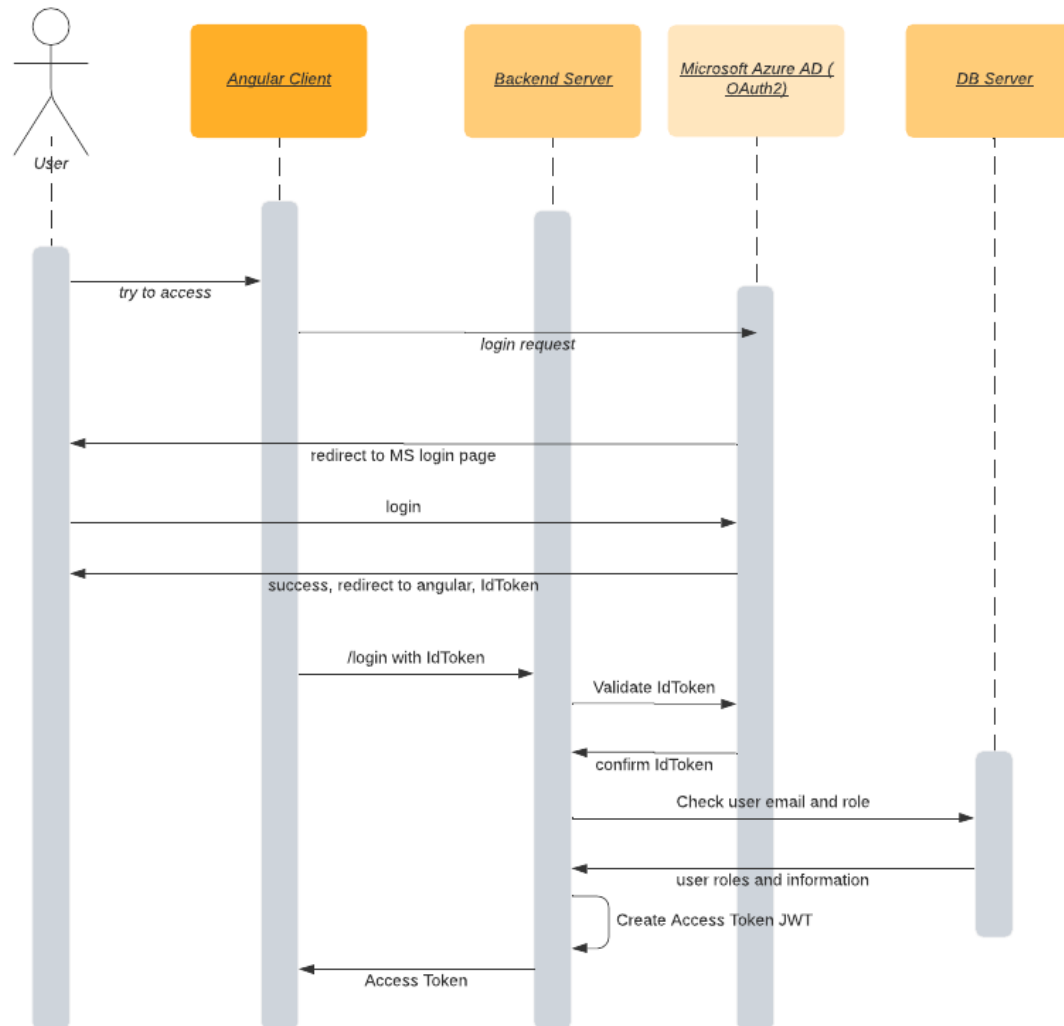 Angular Client
Backend Server
Microsoft Azure AD (
OAuth2)
DB Server
User
try to access
login request
redirect to MS login page
login
success, redirect to angular, IdToken
/login with IdToken
Validate IdToken
confirm IdToken
Check user email and role
user roles and information
Create Access Token JWT
Access Token